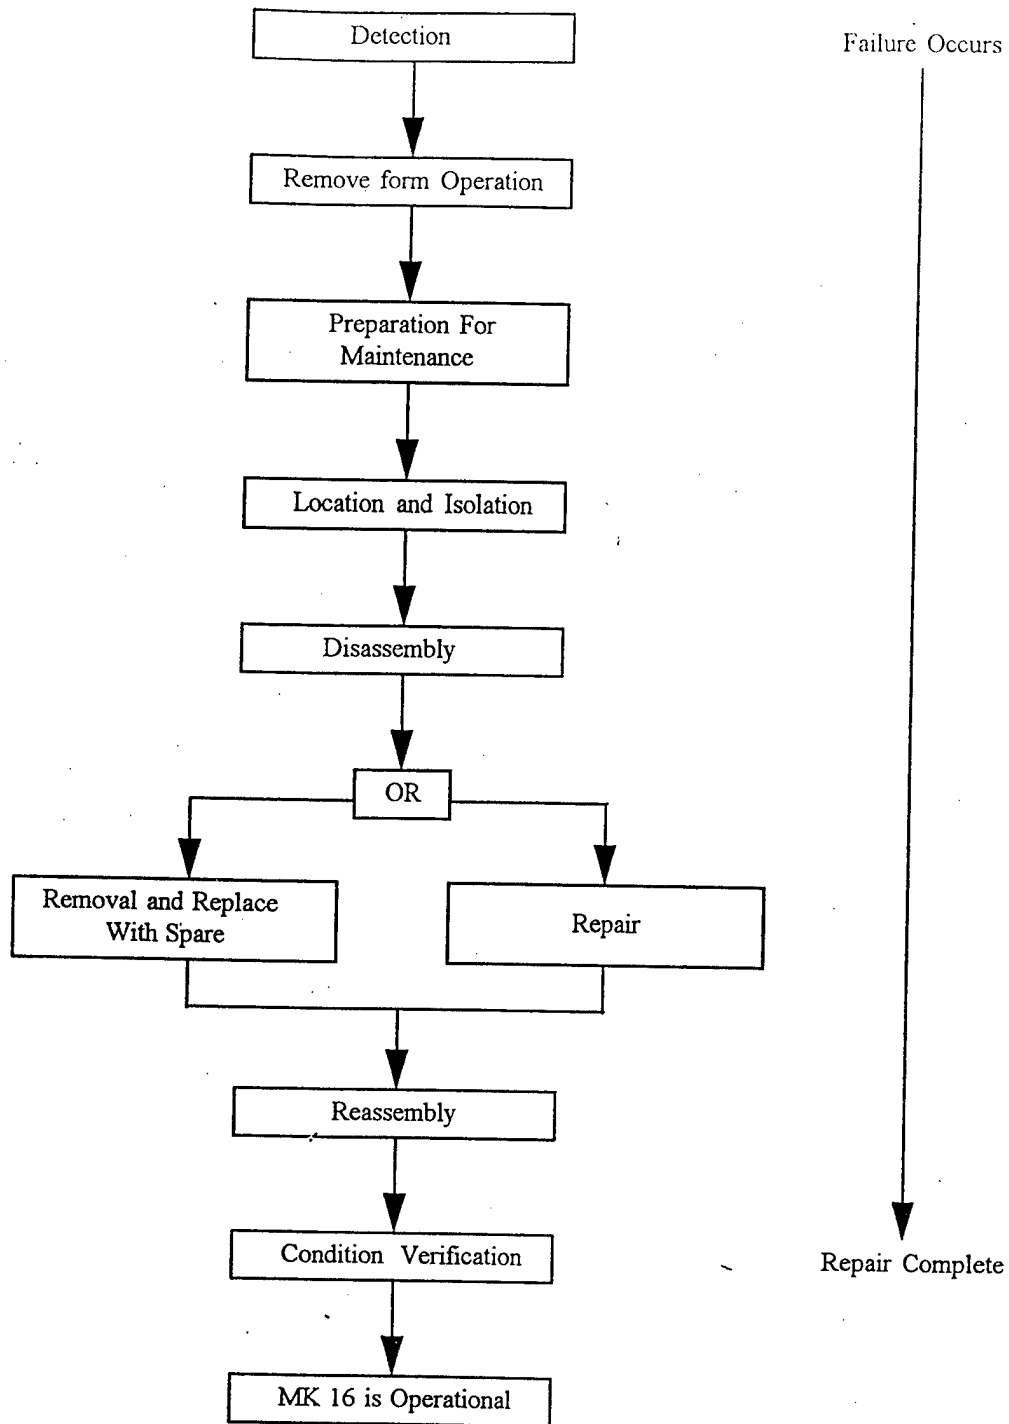 Detection
Failure Occurs
Remove form Operation
Preparation For
Maintenance
Location and Isolation
Disassembly
OR
Removal and Replace
With Spare
Repair
Reassembly
Condition Verification
Repair Complete
MK 16 is Operational